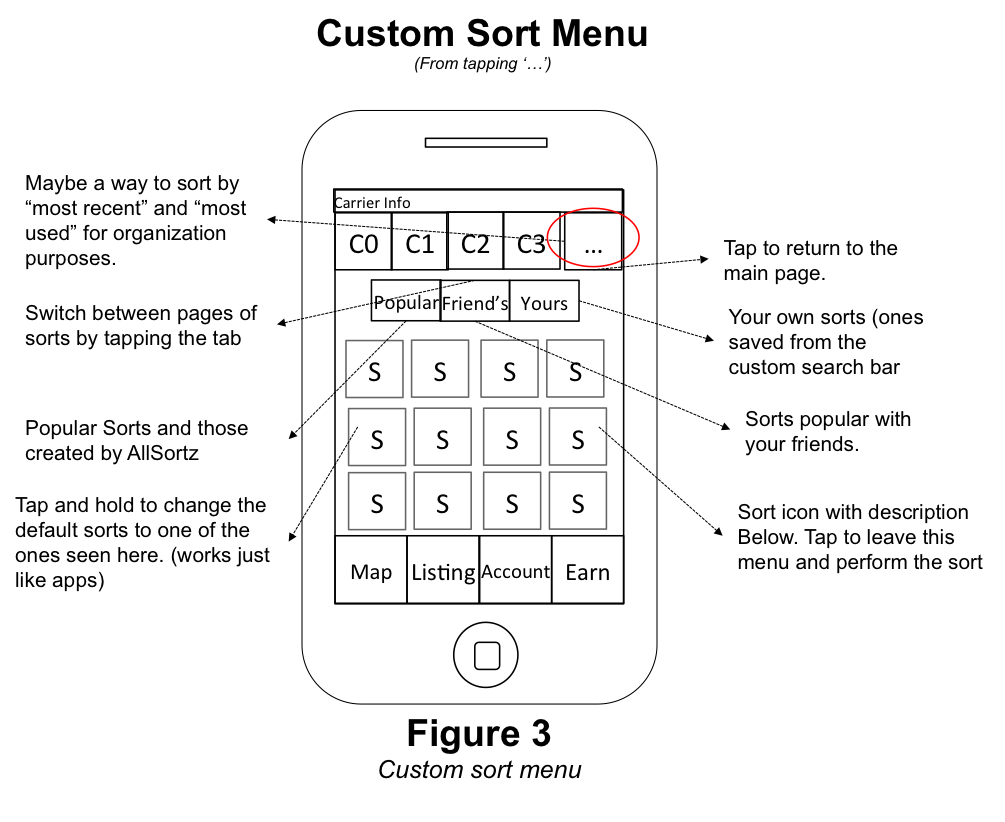 Custom Sort Menu
(From tapping ‘…’)
Maybe a way to sort by
“most recent” and “most
used” for organization
purposes.
Switch between pages of
sorts by tapping the tab
Popular Sorts and those
created by AllSortz
Tap and hold to change the
default sorts to one of the
ones seen here. (works just
like apps)
Carrier Info
C0 C1 C2 C3 ...
Popular Friend’s Yours
S S S S
S S S S
S S S S
Map Listing Account Earn
Tap to return to the
main page.
Your own sorts (ones
saved from the
custom search bar
Sorts popular with
your friends.
Sort icon with description
Below. Tap to leave this
menu and perform the sort
Figure 3
Custom sort menu